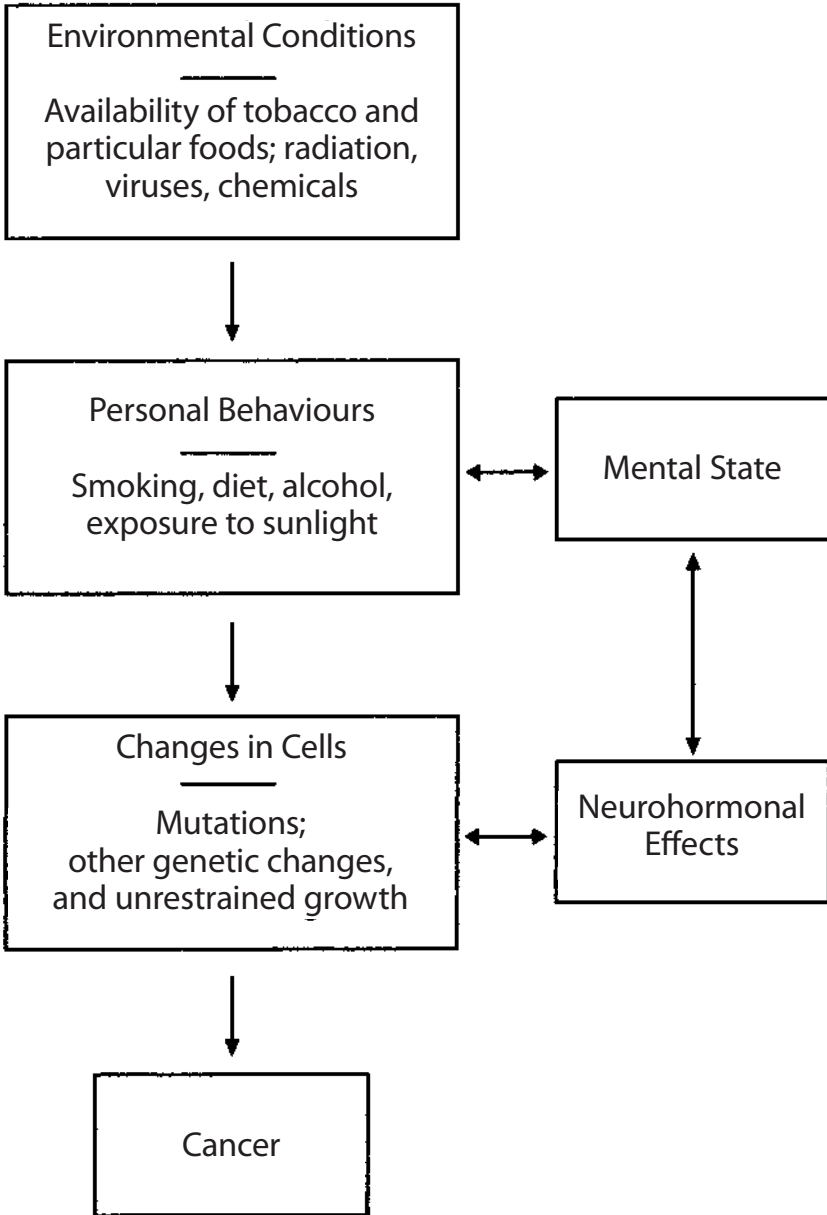 Environmental Conditions
Availability of tobacco and
particular foods; radiation,
viruses, chemicals
Personal Behaviours
Smoking, diet, alcohol,
exposure to sunlight
Mental State
Changes in Cells
Mutations;
other genetic changes,
and unrestrained growth
Neurohormonal
Effects
Cancer